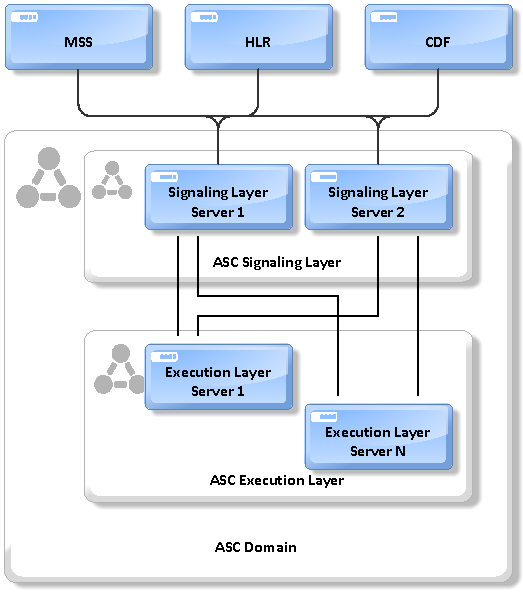 MSS
HLR
CDF
Signaling Layer
Server 1
Signaling Layer
Server 2
ASC Signaling Layer
Execution Layer
Server 1
Execution Layer
Server N
ASC Execution Layer
ASC Domain